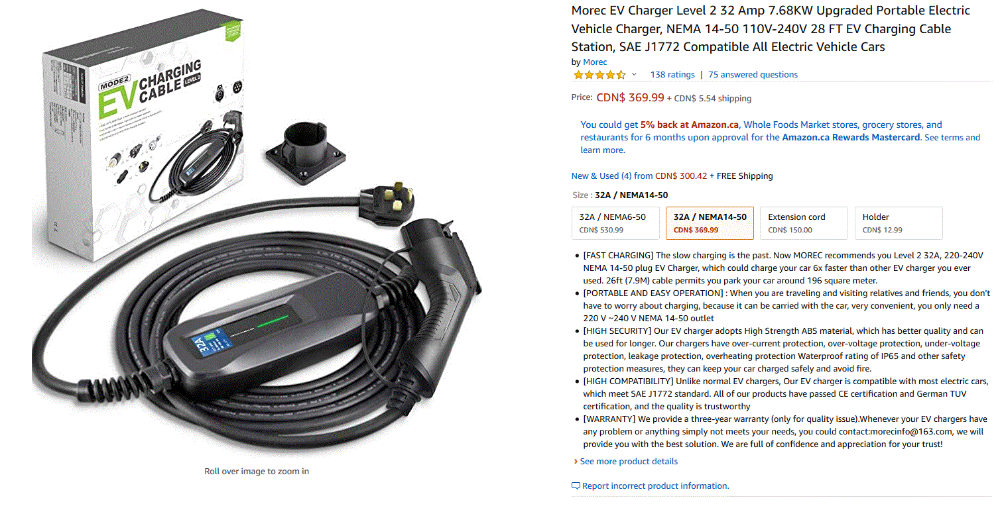 MODE2
EV CHARGING
CABLE LEVEL 2
32A
Roll over image to zoom in
Morec EV Charger Level 2 32 Amp 7.68KW Upgraded Portable Electric
Vehicle Charger, NEMA 14-50 110V-240V 28 FT EV Charging Cable
Station, SAE J1772 Compatible All Electric Vehicle Cars
by Morec
138 ratings | 75 answered questions
Price: CDN$ 369.99 + CDN$ 5.54 shipping
You could get 5% back at Amazon.ca, Whole Foods Market stores, grocery stores, and
restaurants for 6 months upon approval for the Amazon.ca Rewards Mastercard. See terms and
learn more.
New & Used (4) from CDN$ 300.42 + FREE Shipping
Size : 32A / NEMA14-50
32A / NEMA6-50 32A / NEMA14-50 Extension cord Holder
CDN$ 530.99 CDN$ 369.99 CDN$ 150.00 CDN$ 12.99
• [FAST CHARGING] The slow charging is the past. Now MOREC recommends you Level 2 32A, 220-240V
NEMA 14-50 plug EV Charger, which could charge your car 6x faster than other EV charger you ever
used. 26ft (7.9M) cable permits you park your car around 196 square meter.
• [PORTABLE AND EASY OPERATION] : When you are traveling and visiting relatives and friends, you don't
have to worry about charging, because it can be carried with the car, very convenient, you only need a
220 V ~240 V NEMA 14-50 outlet
• [HIGH SECURITY] Our EV charger adopts High Strength ABS material, which has better quality and can
be used for longer. Our chargers have over-current protection, over-voltage protection, under-voltage
protection, leakage protection, overheating protection Waterproof rating of IP65 and other safety
protection measures, they can keep your car charged safely and avoid fire.
• [HIGH COMPATIBILITY] Unlike normal EV chargers, Our EV charger is compatible with most electric cars,
which meet SAE J1772 standard. All of our products have passed CE certification and German TUV
certification, and the quality is trustworthy
• [WARRANTY] We provide a three-year warranty (only for quality issue).Whenever your EV chargers have
any problem or anything simply not meets your needs, you could contact:morecinfo@163.com, we will
provide you with the best solution. We are full of confidence and appreciation for your trust!
› See more product details
Report incorrect product information.